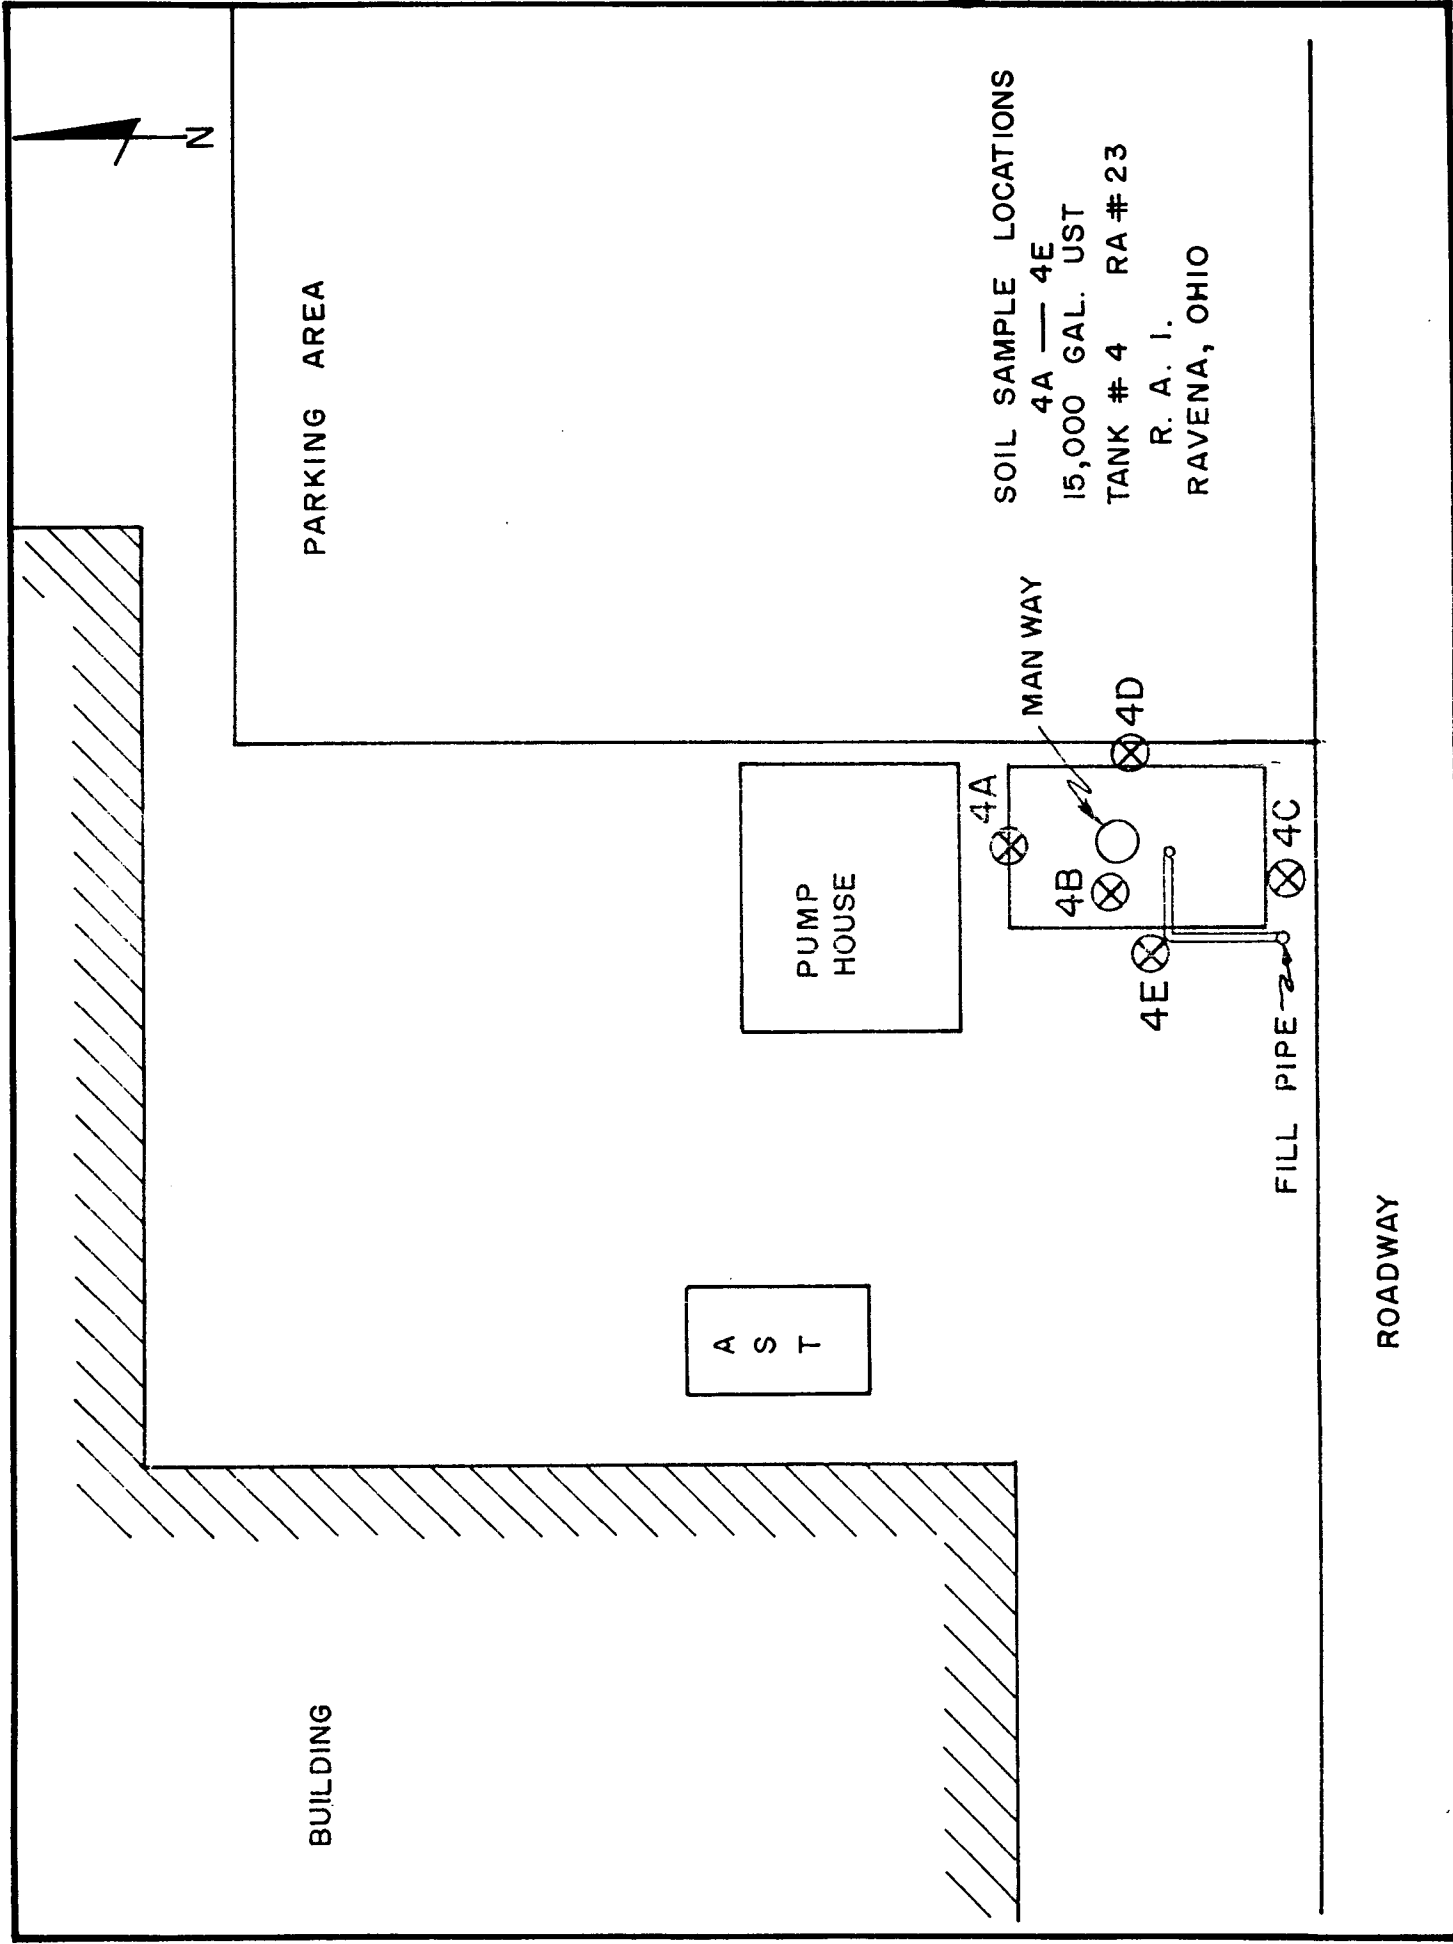 N
PARKING AREA
BUILDING
PUMP
HOUSE
A
S
T
4A
4B
4C
4D
4E
MAN WAY
FILL PIPE
SOIL SAMPLE LOCATIONS
4A — 4E
15,000 GAL. UST
TANK # 4 RA # 23
R. A. I.
RAVENA, OHIO
ROADWAY